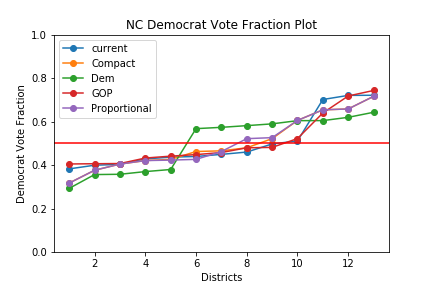 NC Democrat Vote Fraction Plot
1.0
0.8
0.6
0.4
0.2
0.0
Democrat Vote Fraction
current
Compact
Dem
GOP
Proportional
2 4 6 8 10 12
Districts